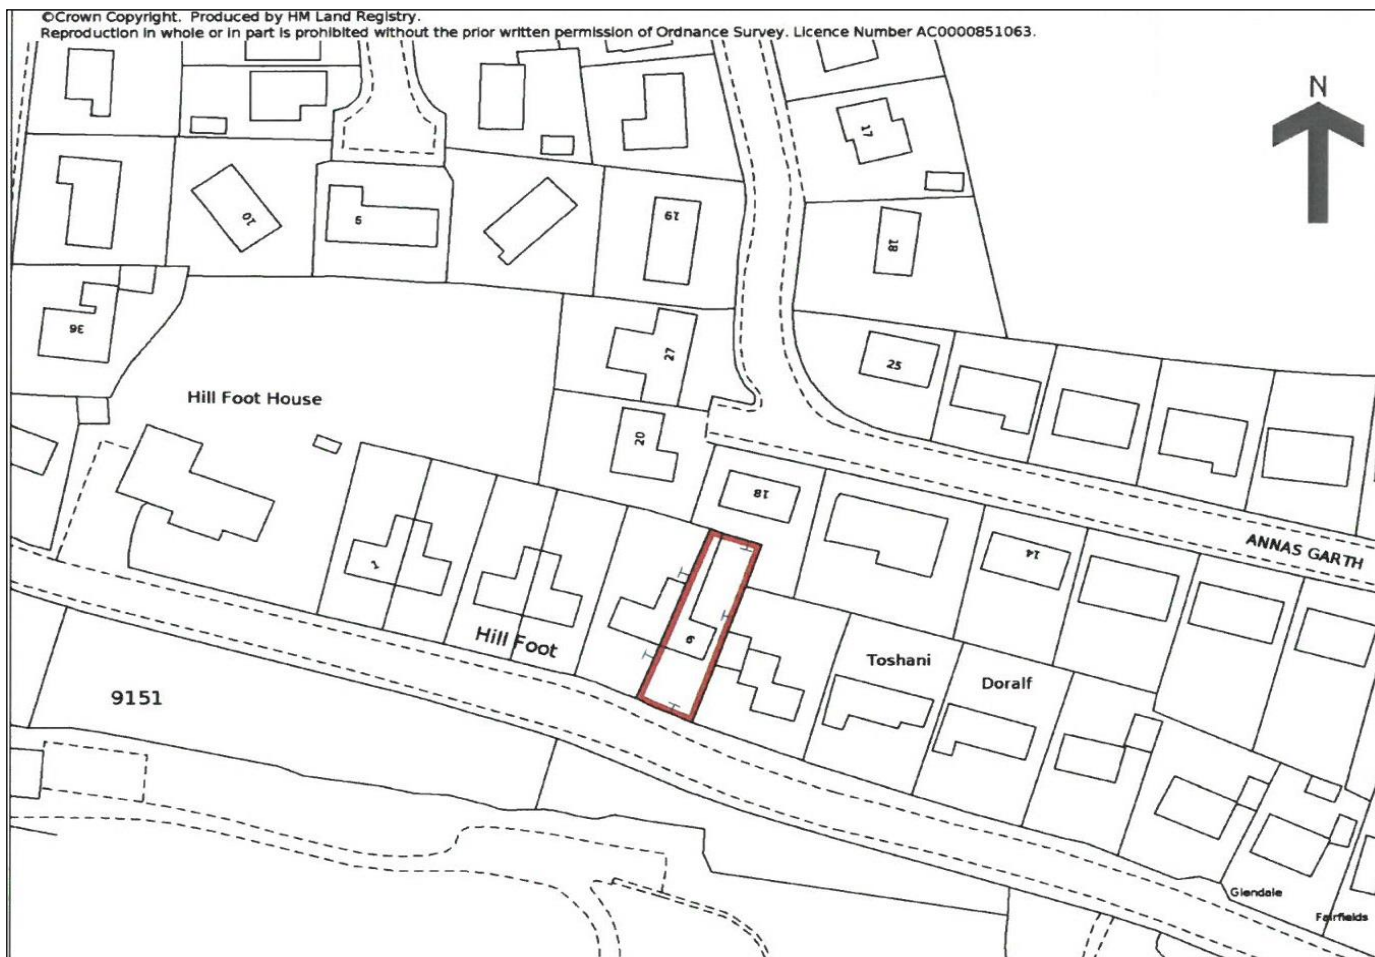 ©Crown Copyright. Produced by HM Land Registry.
Reproduction in whole or in part is prohibited without the prior written permission of Ordnance Survey. Licence Number AC0000851063.
N
17
10
9
19
18
36
27
25
Hill Foot House
20
18
1
ANNAS GARTH
14
Hill Foot
6
Toshani
Doralf
9151
Glendale
Fairfields